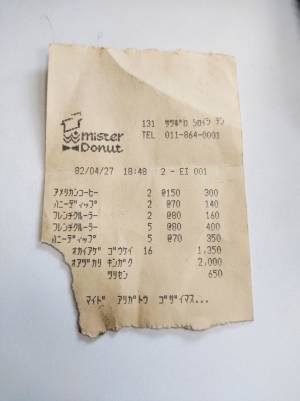 mister
Donut
131 サツポロ シロイシ テン
TEL 011-864-0001
82/04/27 18:48 2 - EI 001
アメリカンコーヒー 2 @150 300
ハニーディップ 2 @70 140
フレンチクルーラー 2 @80 160
フレンチクルーラー 5 @80 400
ハニーディップ 5 @70 350
オカイアゲ ゴウケイ 16 1,350
オアズカリ キンガク 2,000
ツリセン 650
マイド アリガトウ ゴザイマス...